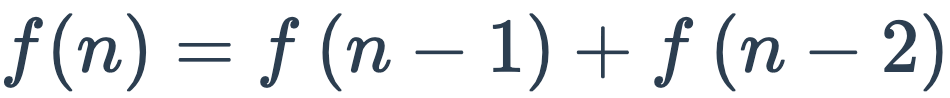 f(n) = f(n − 1) + f(n − 2)